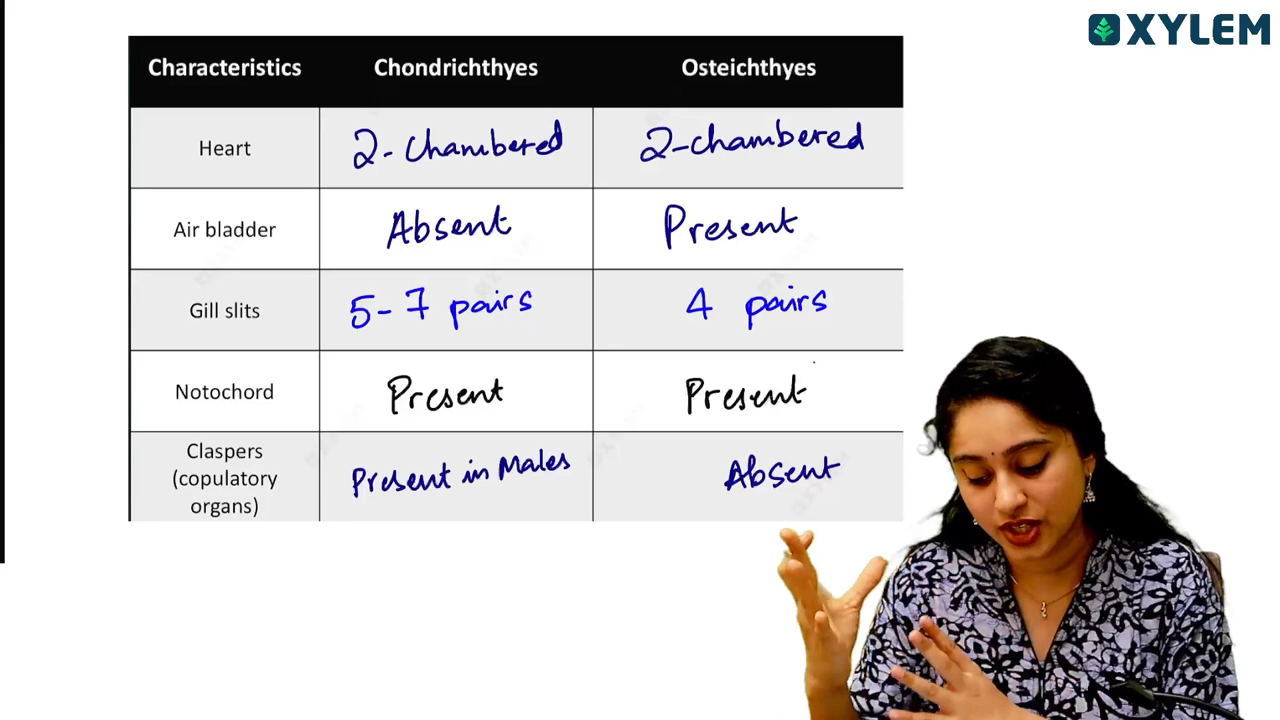 XYLEM
Characteristics Chondrichthyes Osteichthyes
Heart 2-Chambered 2-chambered
Air bladder Absent Present
Gill slits 5-7 pairs 4 pairs
Notochord Present Present
Claspers
(copulatory
organs)
Present in Males Absent